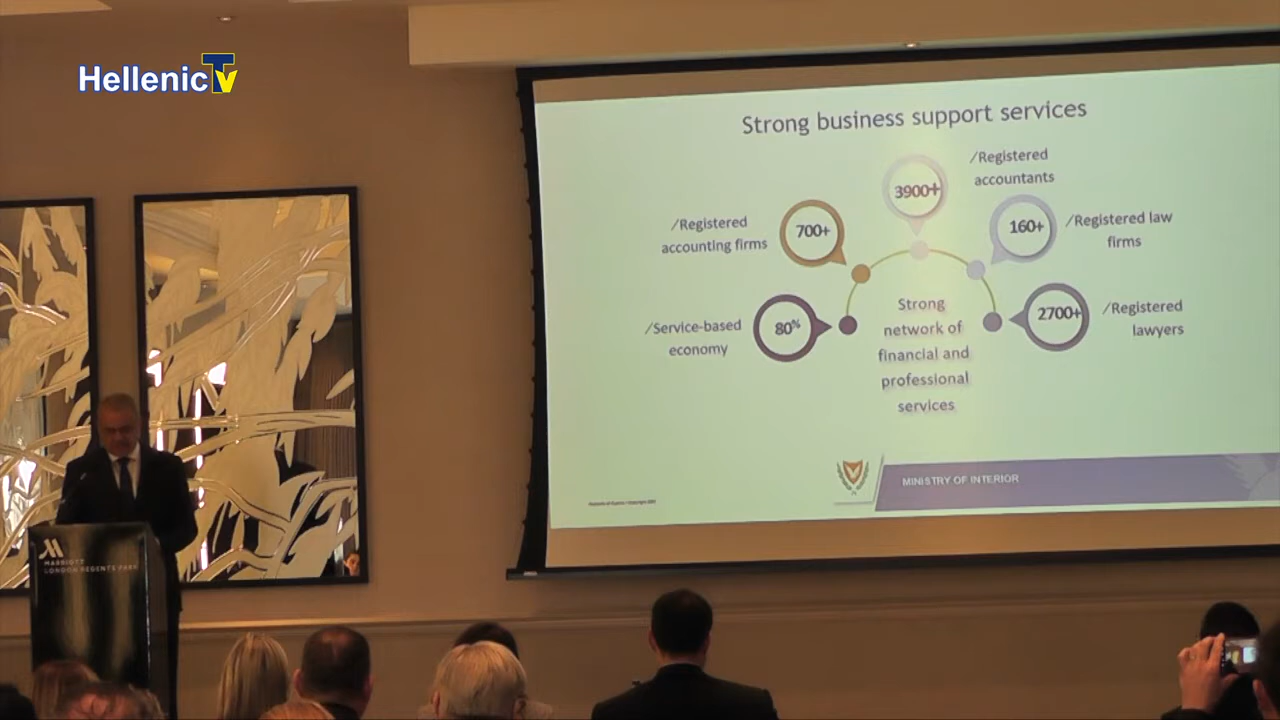 HellenicTv
Strong business support services
3900+
/Registered
accountants
700+
/Registered
accounting firms
160+
/Registered law
firms
80%
/Service-based
economy
2700+
/Registered
lawyers
Strong
network of
financial and
professional
services
MINISTRY OF INTERIOR
MARRIOTT
LONDON REGENTS PARK